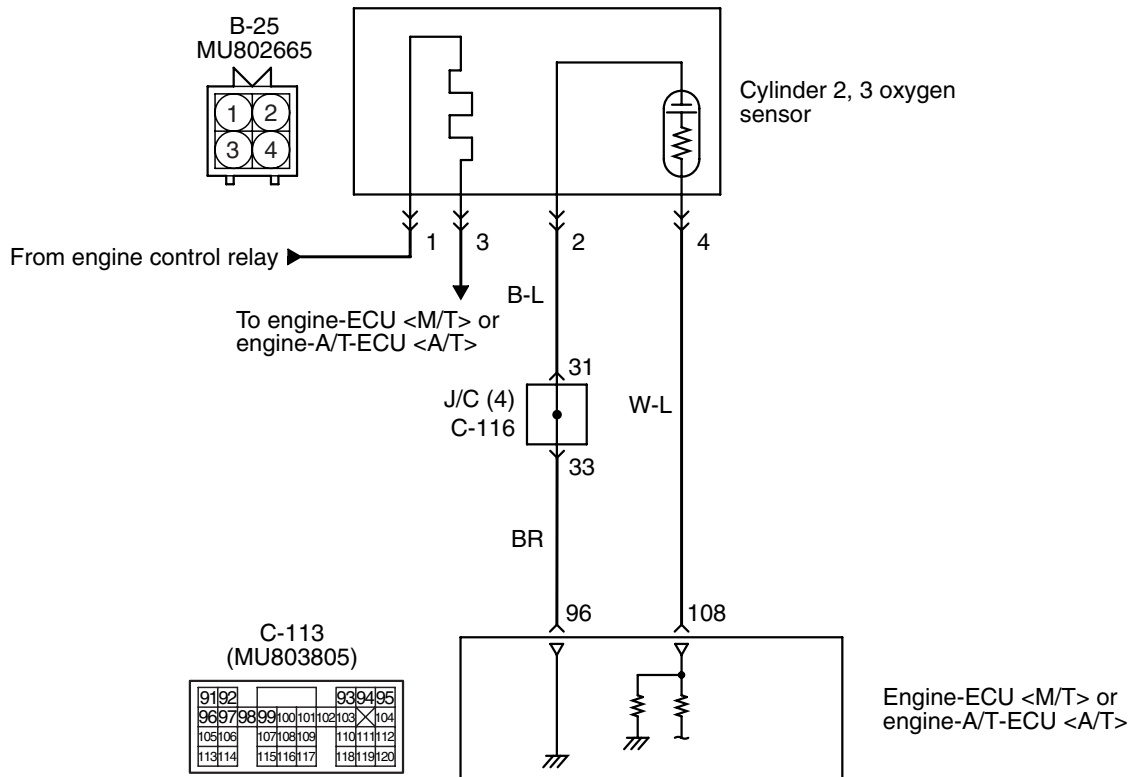 B-25
MU802665
1 2
3 4
Cylinder 2, 3 oxygen
sensor
1 3 2 4
From engine control relay
To engine-ECU <M/T> or
engine-A/T-ECU <A/T>
B-L
31
J/C (4)
C-116
W-L
33
BR
96 108
C-113
(MU803805)
91 92 93 94 95
96 97 98 99 100 101 102 103 104
105 106 107 108 109 110 111 112
113 114 115 116 117 118 119 120
Engine-ECU <M/T> or
engine-A/T-ECU <A/T>